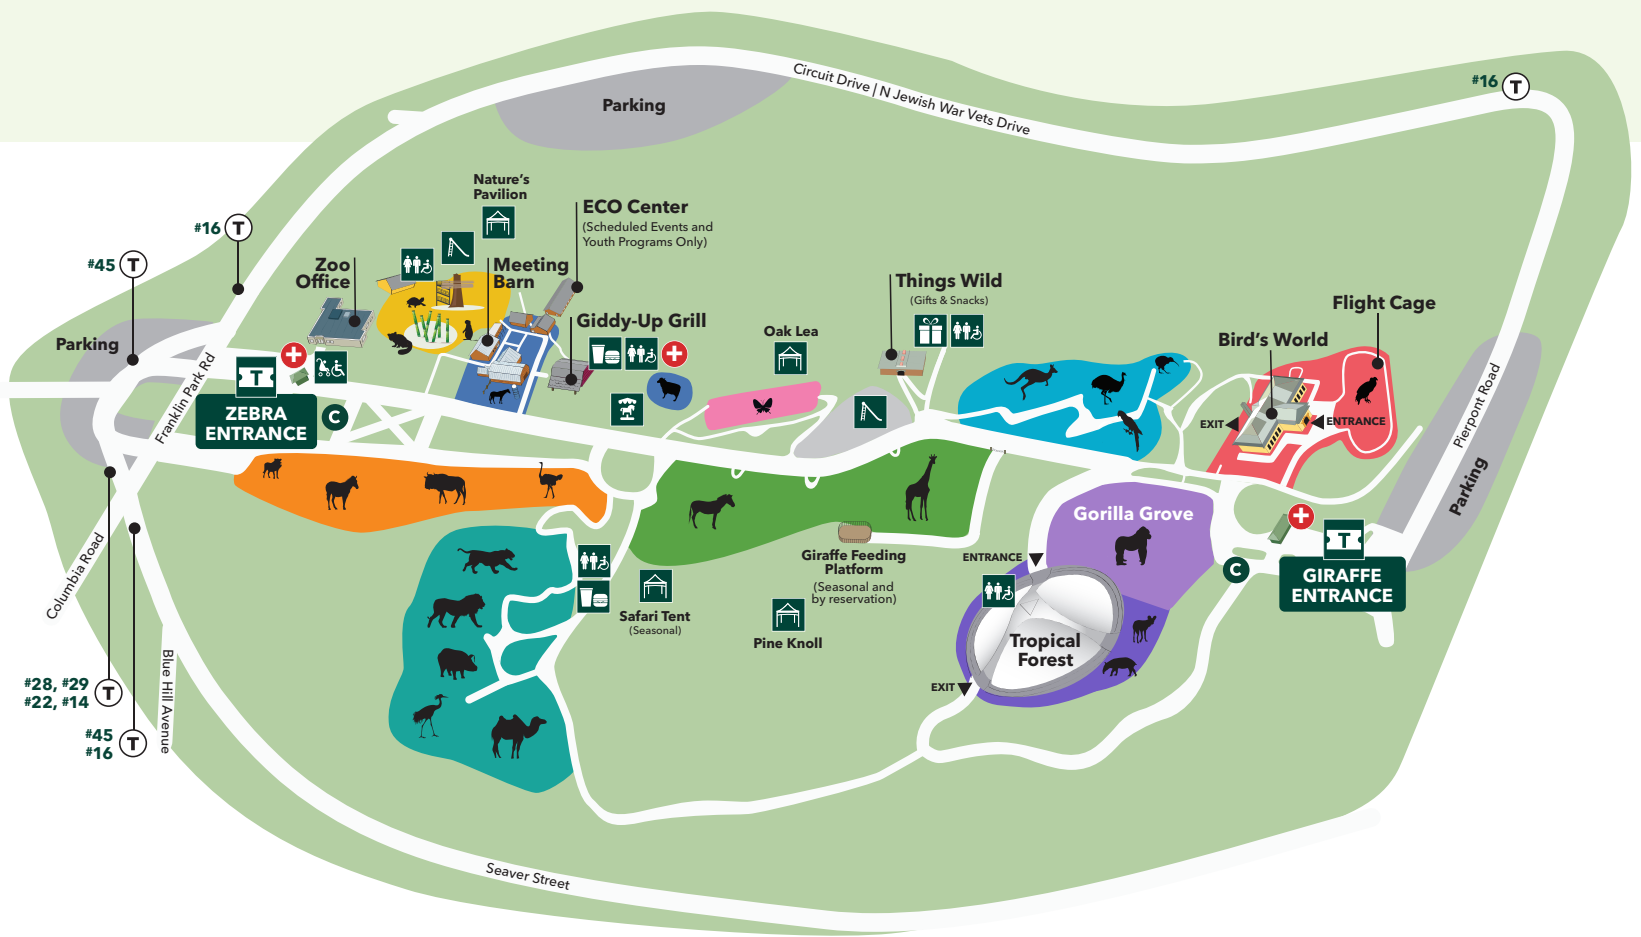 Circuit Drive | N Jewish War Vets Drive
#16 T
Parking
Nature's
Pavilion
ECO Center
(Scheduled Events and
Youth Programs Only)
#16 T
#45 T
Zoo
Office
Meeting
Barn
Things Wild
(Gifts & Snacks)
Flight Cage
Giddy-Up Grill
Oak Lea
Bird's World
Parking
Franklin Park Rd
T
ZEBRA
ENTRANCE
C
EXIT
ENTRANCE
Pierpont Road
Parking
Gorilla Grove
T
GIRAFFE
ENTRANCE
C
Giraffe Feeding
Platform
(Seasonal and
by reservation)
ENTRANCE
Columbia Road
Safari Tent
(Seasonal)
Pine Knoll
Tropical
Forest
EXIT
#28, #29
#22, #14
T
Blue Hill Avenue
#45
#16
T
Seaver Street